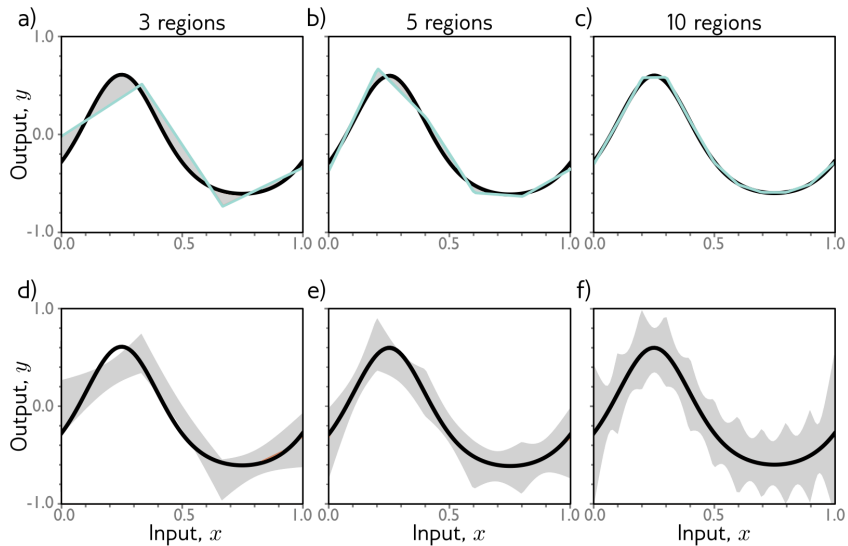 a) 3 regions
b) 5 regions
c) 10 regions
1.0
0.0
-1.0
Output, y
0.0 0.5 1.0
0.0 0.5 1.0
0.0 0.5 1.0
d)
e)
f)
1.0
0.0
-1.0
Output, y
0.0 0.5 1.0
0.0 0.5 1.0
0.0 0.5 1.0
Input, x
Input, x
Input, x